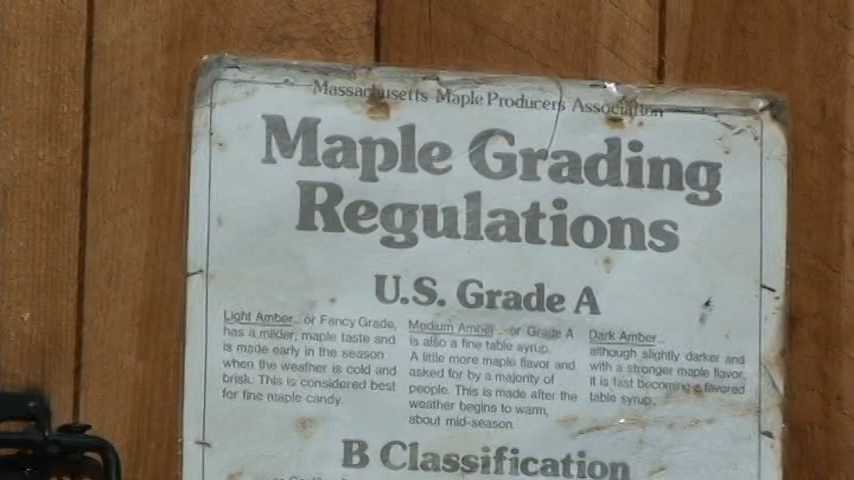 Massachusetts Maple Producers Association
Maple Grading
Regulations
U.S. Grade A
Light Amber or Fancy Grade,
has a milder, maple taste and
is made early in the season
when the weather is cold and
brisk. This is considered best
for fine maple candy.
Medium Amber or Grade A
is also a fine table syrup.
A little more maple flavor and
asked for by a majority of
people. This is made after the
weather begins to warm,
about mid-season.
Dark Amber
although slightly darker and
with a stronger maple flavor,
it is fast becoming a favored
table syrup.
B Classification